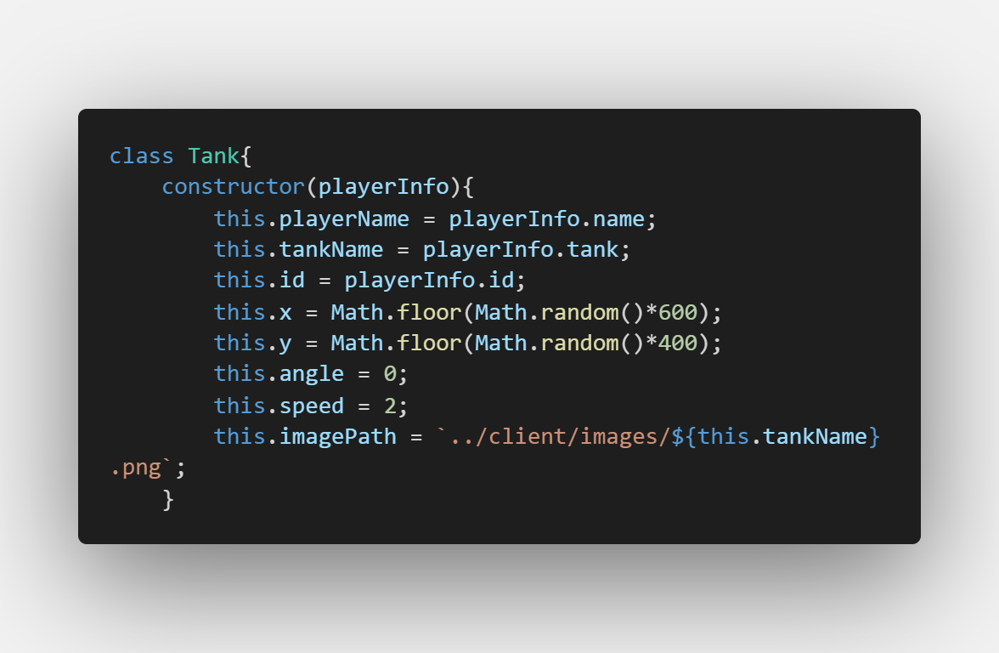 class Tank{
    constructor(playerInfo){
        this.playerName = playerInfo.name;
        this.tankName = playerInfo.tank;
        this.id = playerInfo.id;
        this.x = Math.floor(Math.random()*600);
        this.y = Math.floor(Math.random()*400);
        this.angle = 0;
        this.speed = 2;
        this.imagePath = `../client/images/${this.tankName}
.png`;
    }